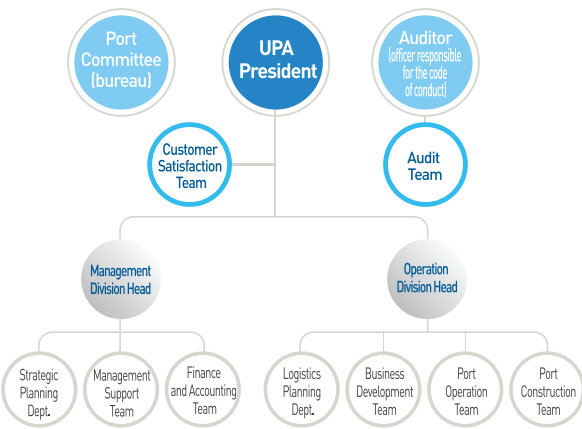 Port
Committee
(bureau)
UPA
President
Auditor
(officer responsible
for the code
of conduct)
Customer
Satisfaction
Team
Audit
Team
Management
Division Head
Operation
Division Head
Strategic
Planning
Dept.
Management
Support
Team
Finance
and Accounting
Team
Logistics
Planning
Dept.
Business
Development
Team
Port
Operation
Team
Port
Construction
Team